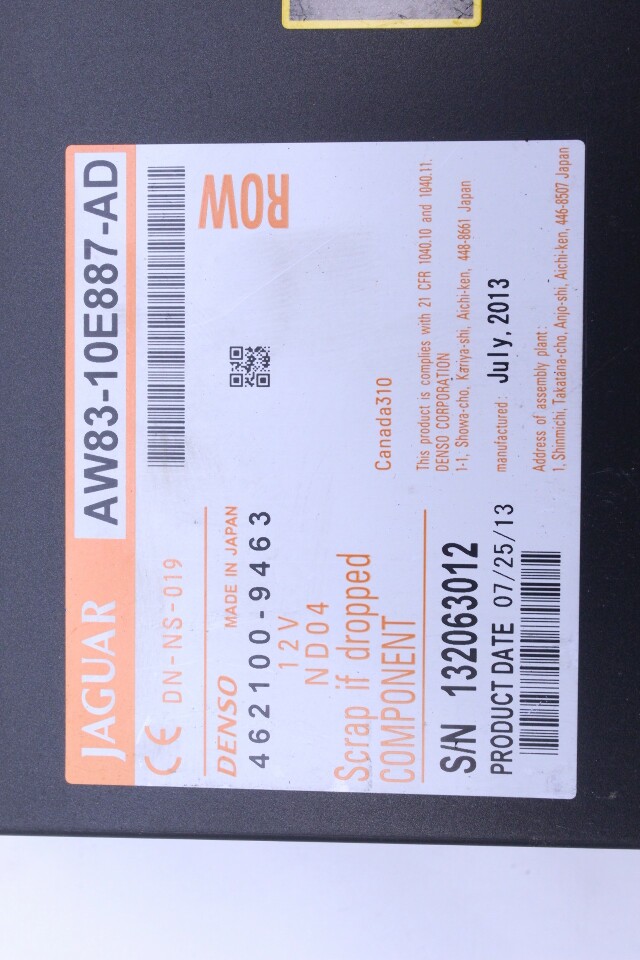 JAGUAR AW83-10E887-AD
CE DN-NS-019
DENSO MADE IN JAPAN
462100-9463
12V
ND04
Scrap if dropped
COMPONENT
S/N 132063012
PRODUCT DATE 07/25/13
ROW
Canada310
This product is complies with 21 CFR 1040.10 and 1040.11.
DENSO CORPORATION
1-1, Showa-cho, Kariya-shi, Aichi-ken, 448-8661 Japan
manufactured: July, 2013
Address of assembly plant:
1, Shinmichi, Takatana-cho, Anjo-shi, Aichi-ken, 446-8507 Japan